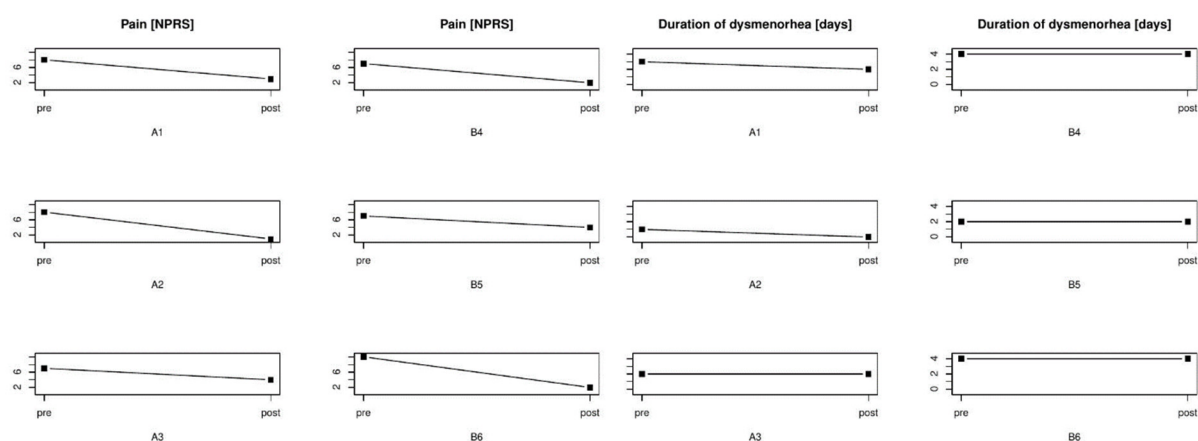 Pain [NPRS] Pain [NPRS] Duration of dysmenorhea [days] Duration of dysmenorhea [days]
6 6 4
2 2 2
0
pre post pre post pre post pre post
A1 B4 A1 B4
6 6 4
2 2 2
0
pre post pre post pre post pre post
A2 B5 A2 B5
6 6 4
2 2 2
0
pre post pre post pre post pre post
A3 B6 A3 B6